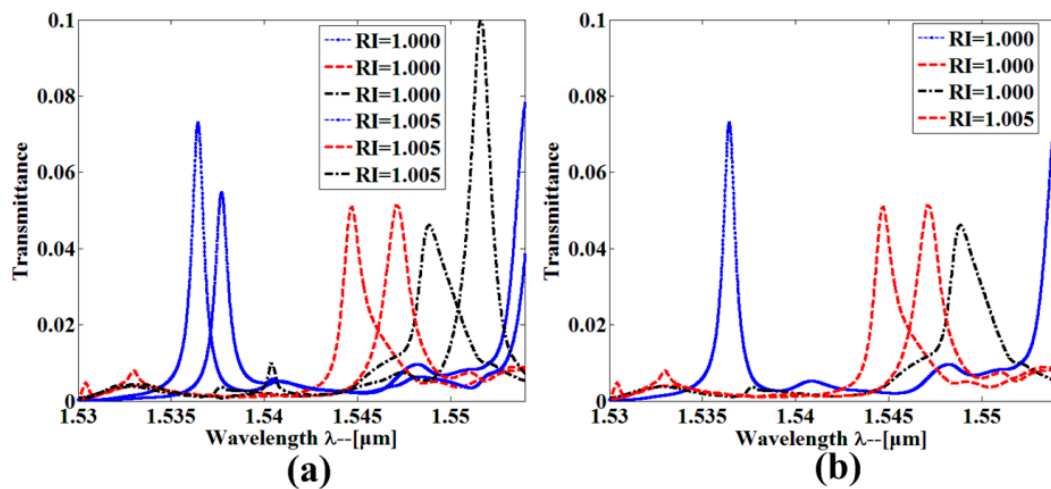 0.1
0.08
0.06
0.04
0.02
0
Transmittance
RI=1.000
RI=1.000
RI=1.000
RI=1.005
RI=1.005
RI=1.005
1.53
1.535
1.54
1.545
1.55
Wavelength λ--[µm]
(a)
0.1
0.08
0.06
0.04
0.02
0
Transmittance
RI=1.000
RI=1.000
RI=1.000
RI=1.005
1.53
1.535
1.54
1.545
1.55
Wavelength λ--[µm]
(b)